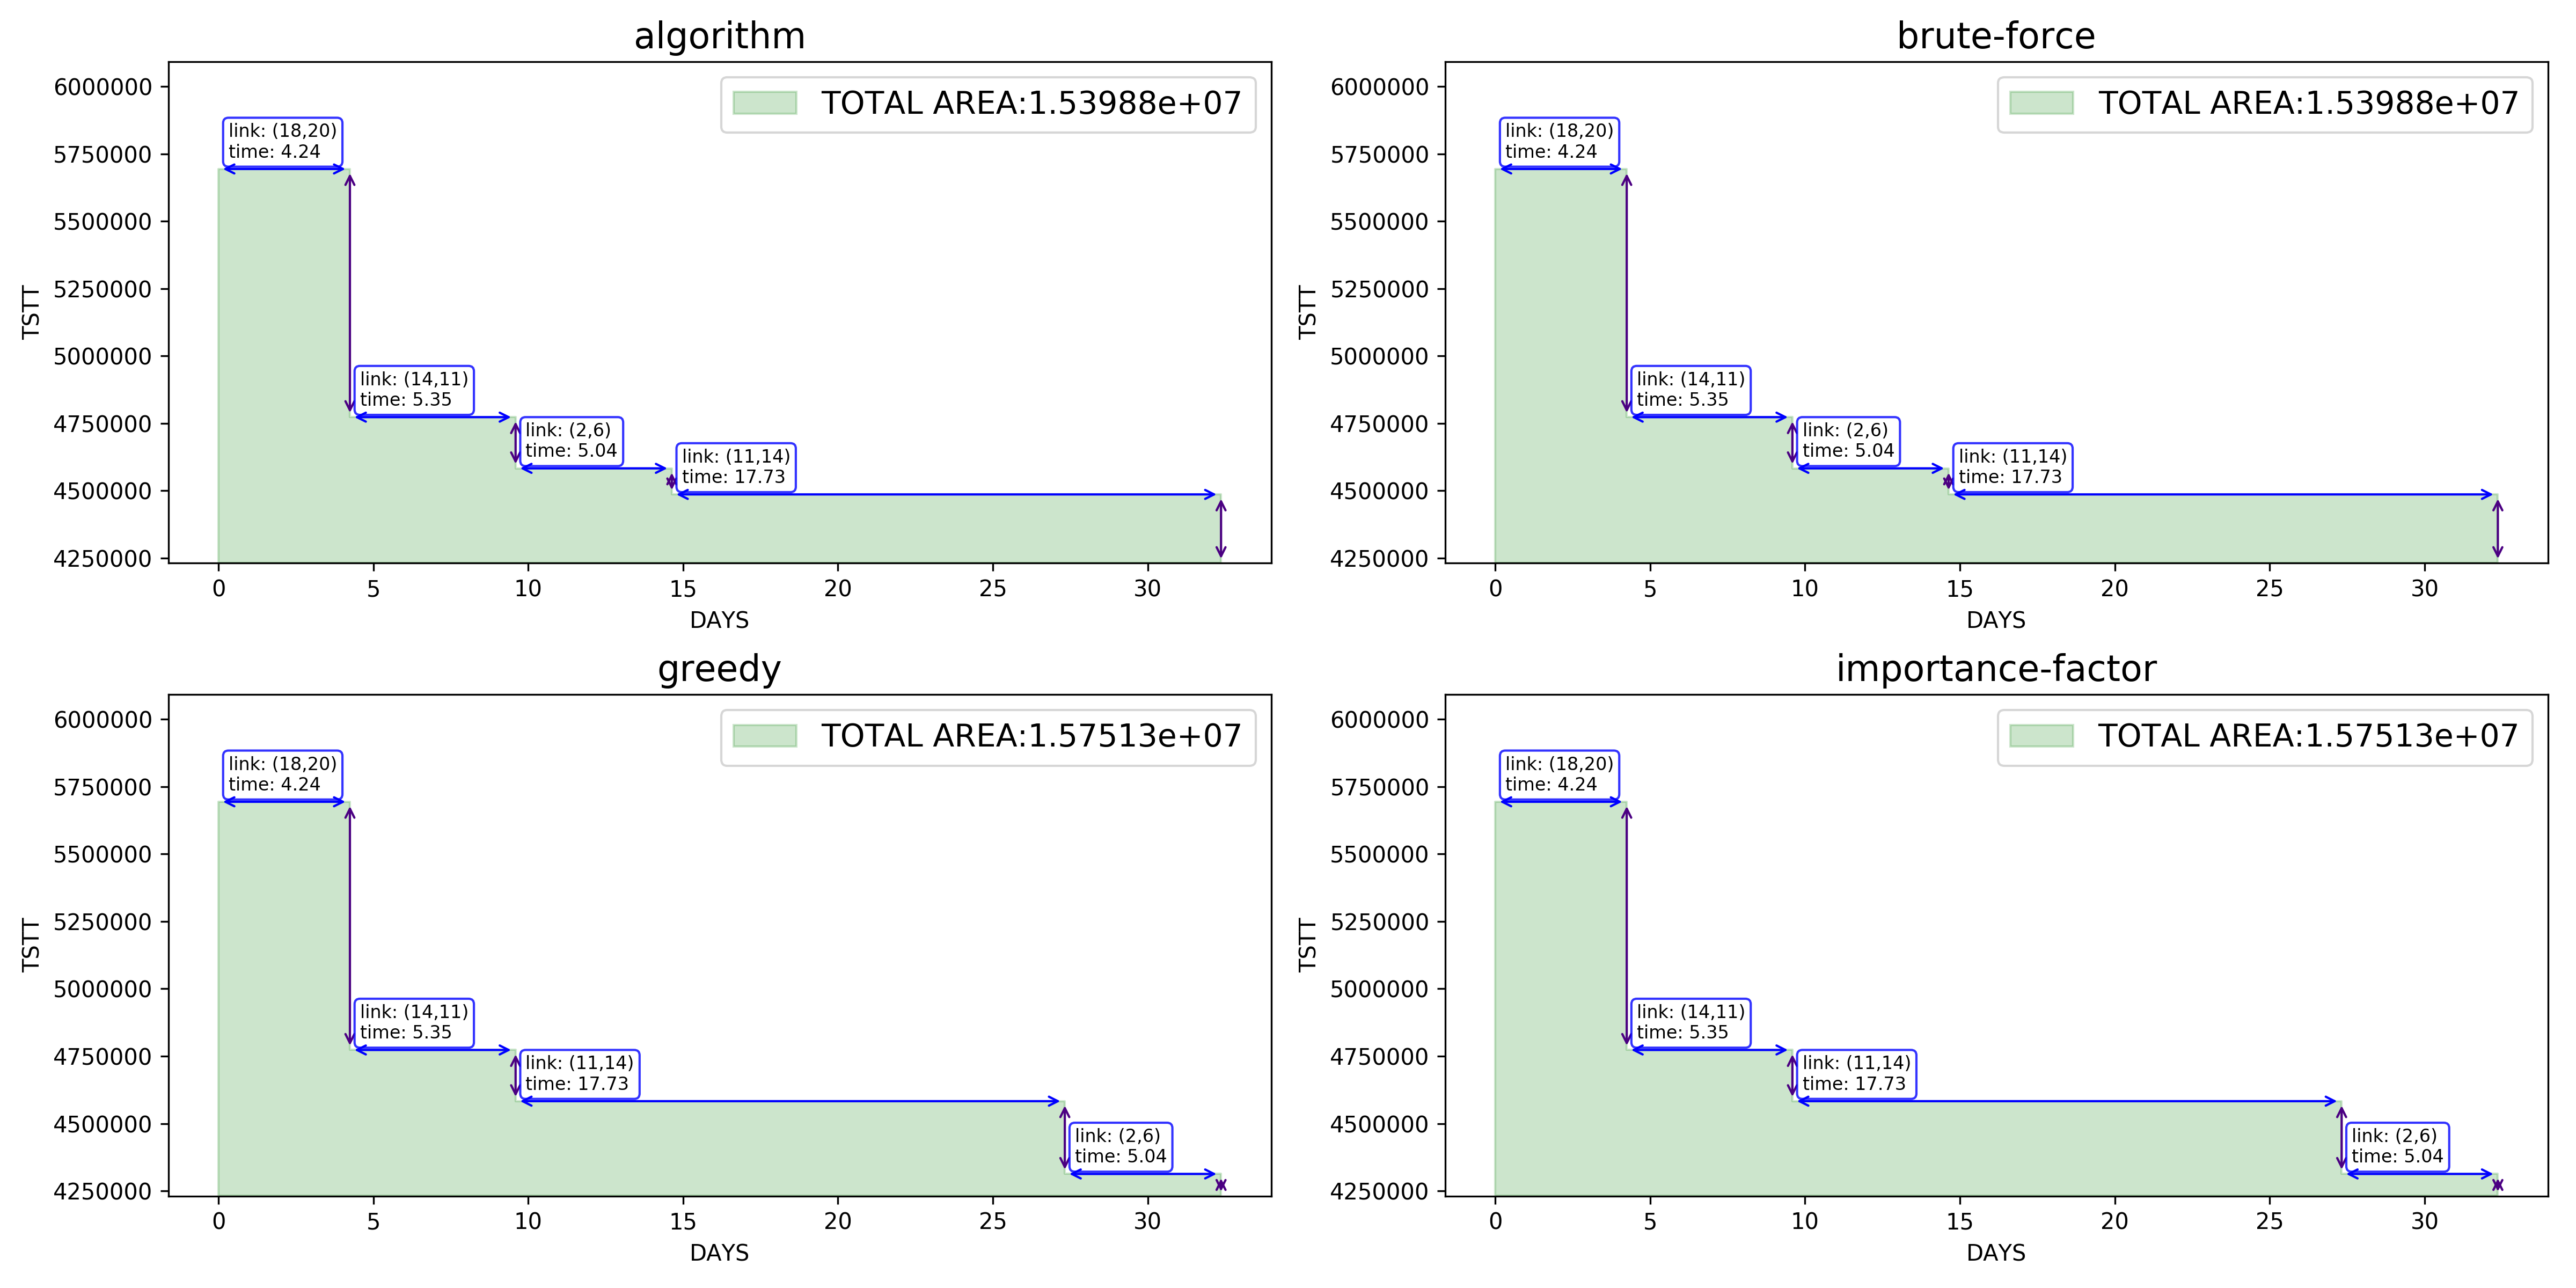 algorithm
TOTAL AREA:1.53988e+07
6000000
5750000
5500000
5250000
5000000
4750000
4500000
4250000
TSTT
link: (18,20)
time: 4.24
link: (14,11)
time: 5.35
link: (2,6)
time: 5.04
link: (11,14)
time: 17.73
0 5 10 15 20 25 30
DAYS
brute-force
TOTAL AREA:1.53988e+07
6000000
5750000
5500000
5250000
5000000
4750000
4500000
4250000
TSTT
link: (18,20)
time: 4.24
link: (14,11)
time: 5.35
link: (2,6)
time: 5.04
link: (11,14)
time: 17.73
0 5 10 15 20 25 30
DAYS
greedy
TOTAL AREA:1.57513e+07
6000000
5750000
5500000
5250000
5000000
4750000
4500000
4250000
TSTT
link: (18,20)
time: 4.24
link: (14,11)
time: 5.35
link: (11,14)
time: 17.73
link: (2,6)
time: 5.04
0 5 10 15 20 25 30
DAYS
importance-factor
TOTAL AREA:1.57513e+07
6000000
5750000
5500000
5250000
5000000
4750000
4500000
4250000
TSTT
link: (18,20)
time: 4.24
link: (14,11)
time: 5.35
link: (11,14)
time: 17.73
link: (2,6)
time: 5.04
0 5 10 15 20 25 30
DAYS